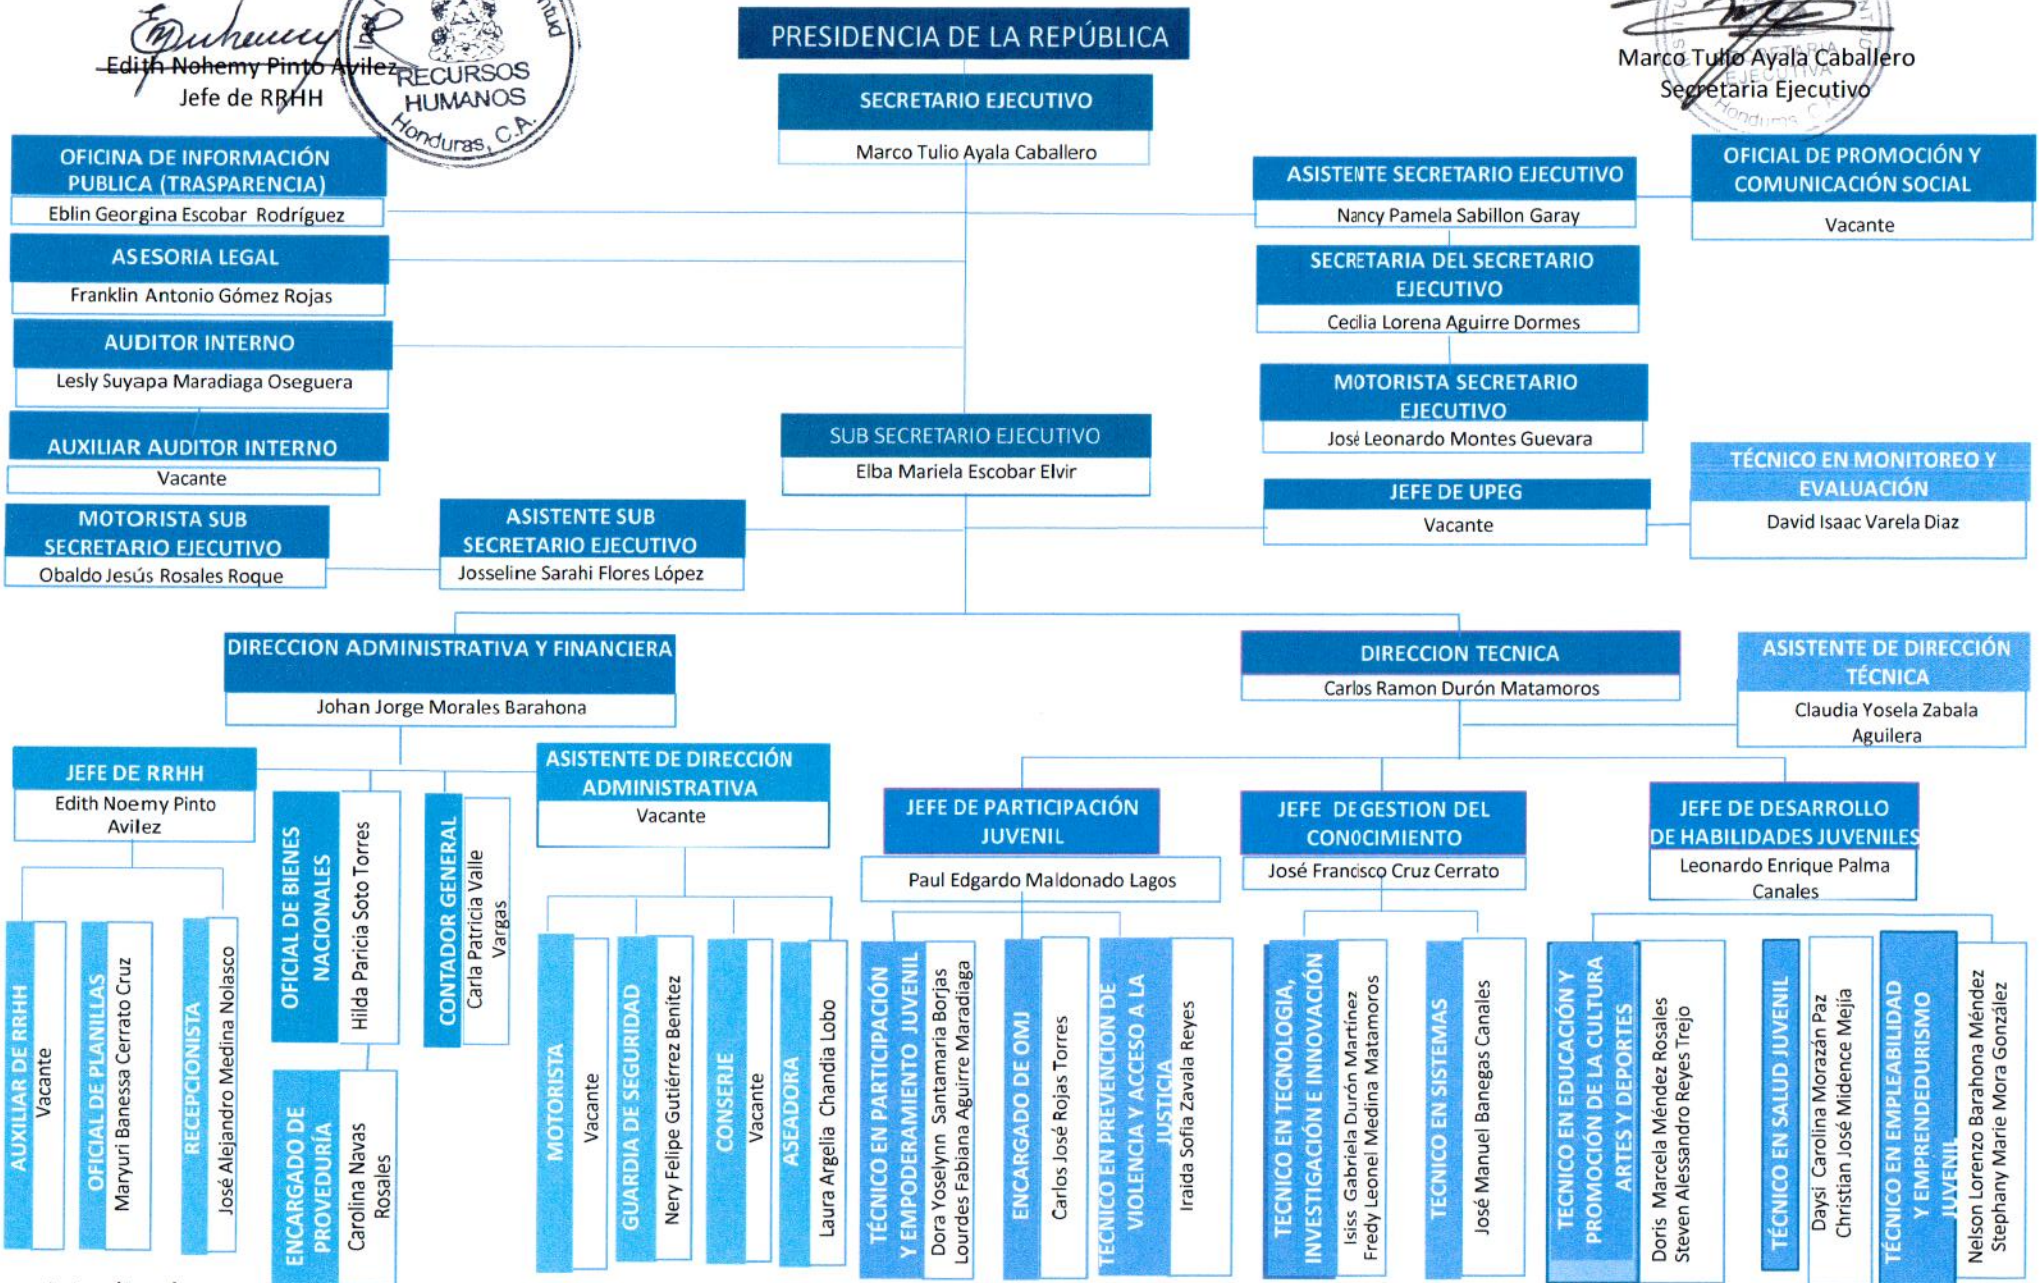 Edith Nohemy Pinto Avilez
Jefe de RRHH
RECURSOS
HUMANOS
Honduras, C.A.
PRESIDENCIA DE LA REPÚBLICA
SECRETARIO EJECUTIVO
Marco Tulio Ayala Caballero
Marco Tulio Ayala Caballero
Secretaria Ejecutivo
SECRETARIA
EJECUTIVA
Honduras C.A.
OFICINA DE INFORMACIÓN
PUBLICA (TRASPARENCIA)
Eblin Georgina Escobar Rodríguez
ASISTENTE SECRETARIO EJECUTIVO
Nancy Pamela Sabillon Garay
OFICIAL DE PROMOCIÓN Y
COMUNICACIÓN SOCIAL
Vacante
ASESORIA LEGAL
Franklin Antonio Gómez Rojas
SECRETARIA DEL SECRETARIO
EJECUTIVO
Cecilia Lorena Aguirre Dormes
AUDITOR INTERNO
Lesly Suyapa Maradiaga Oseguera
MOTORISTA SECRETARIO
EJECUTIVO
José Leonardo Montes Guevara
AUXILIAR AUDITOR INTERNO
Vacante
SUB SECRETARIO EJECUTIVO
Elba Mariela Escobar Elvir
JEFE DE UPEG
Vacante
TÉCNICO EN MONITOREO Y
EVALUACIÓN
David Isaac Varela Diaz
MOTORISTA SUB
SECRETARIO EJECUTIVO
Obaldo Jesús Rosales Roque
ASISTENTE SUB
SECRETARIO EJECUTIVO
Josseline Sarahi Flores López
DIRECCION ADMINISTRATIVA Y FINANCIERA
Johan Jorge Morales Barahona
DIRECCION TECNICA
Carlos Ramon Durón Matamoros
ASISTENTE DE DIRECCIÓN
TÉCNICA
Claudia Yosela Zabala
Aguilera
JEFE DE RRHH
Edith Noemy Pinto
Avilez
OFICIAL DE BIENES
NACIONALES
Hilda Paricia Soto Torres
CONTADOR GENERAL
Carla Patricia Valle
Vargas
ASISTENTE DE DIRECCIÓN
ADMINISTRATIVA
Vacante
JEFE DE PARTICIPACIÓN
JUVENIL
Paul Edgardo Maldonado Lagos
JEFE DE GESTION DEL
CONOCIMIENTO
José Francisco Cruz Cerrato
JEFE DE DESARROLLO
DE HABILIDADES JUVENILES
Leonardo Enrique Palma
Canales
AUXILIAR DE RRHH
Vacante
OFICIAL DE PLANILLAS
Maryuri Banessa Cerrato Cruz
RECEPCIONISTA
José Alejandro Medina Nolasco
ENCARGADO DE
PROVEDURÍA
Carolina Navas
Rosales
MOTORISTA
Vacante
GUARDIA DE SEGURIDAD
Nery Felipe Gutiérrez Benítez
CONSERJE
Vacante
ASEADORA
Laura Argelia Chandia Lobo
TÉCNICO EN PARTICIPACIÓN
Y EMPODERAMIENTO JUVENIL
Dora Yoselynn Santamaria Borjas
Lourdes Fabiana Aguirre Maradiaga
ENCARGADO DE OMJ
Carlos José Rojas Torres
TECNICO EN PREVENCION DE
VIOLENCIA Y ACCESO A LA
JUSTICIA
Iraida Sofia Zavala Reyes
TECNICO EN TECNOLOGIA,
INVESTIGACIÓN E INNOVACIÓN
Isiss Gabriela Durón Martínez
Fredy Leonel Medina Matamoros
TECNICO EN SISTEMAS
José Manuel Banegas Canales
TECNICO EN EDUCACIÓN Y
PROMOCIÓN DE LA CULTURA
ARTES Y DEPORTES
Doris Marcela Méndez Rosales
Steven Alessandro Reyes Trejo
TÉCNICO EN SALUD JUVENIL
Daysi Carolina Morazán Paz
Christian José Midence Mejía
TÉCNICO EN EMPLEABILIDAD
Y EMPRENDEDURISMO
JUVENIL
Nelson Lorenzo Barahona Méndez
Stephany Marie Mora González